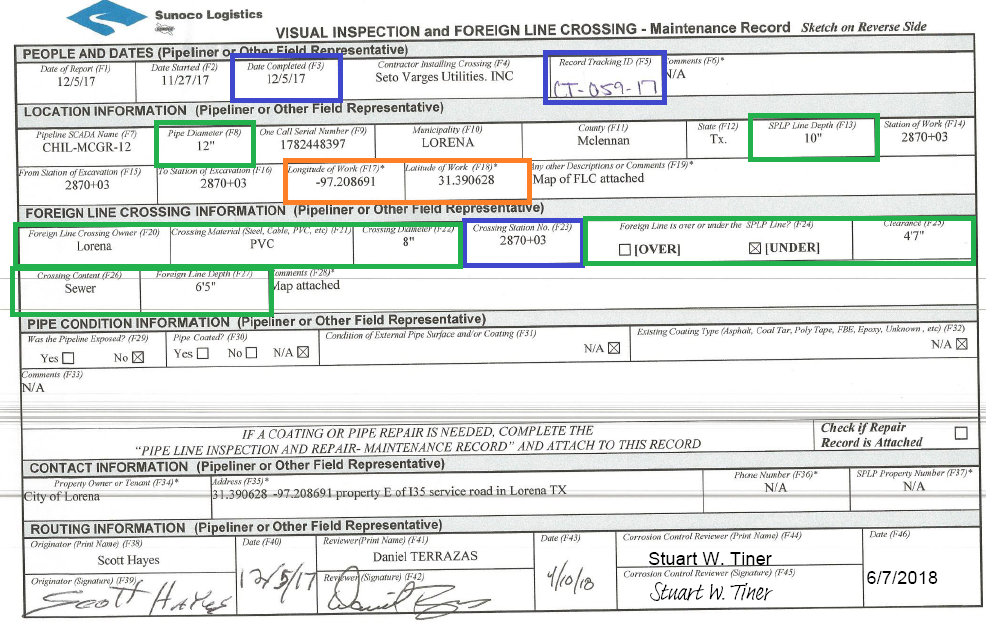 Sunoco Logistics
VISUAL INSPECTION and FOREIGN LINE CROSSING - Maintenance Record Sketch on Reverse Side
PEOPLE AND DATES (Pipeliner or Other Field Representative)
Date of Report (F1) Date Started (F2) Date Completed (F3) Contractor Installing Crossing (F4) Record Tracking ID (F5) Comments (F6)*
12/5/17 11/27/17 12/5/17 Seto Varges Utilities. INC CT-059-17 N/A
LOCATION INFORMATION (Pipeliner or Other Field Representative)
Pipeline SCADA Name (F7) Pipe Diameter (F8) One Call Serial Number (F9) Municipality (F10) County (F11) State (F12) SPLP Line Depth (F13) Station of Work (F14)
CHIL-MCGR-12 12" 1782448397 LORENA Mclennan Tx. 10" 2870+03
From Station of Excavation (F15) To Station of Excavation (F16) Longitude of Work (F17)* Latitude of Work (F18)* Any other Descriptions or Comments (F19)*
2870+03 2870+03 -97.208691 31.390628 Map of FLC attached
FOREIGN LINE CROSSING INFORMATION (Pipeliner or Other Field Representative)
Foreign Line Crossing Owner (F20) Crossing Material (Steel, Cable, PVC, etc) (F21) Crossing Diameter (F22) Crossing Station No. (F23) Foreign Line is over or under the SPLP Line? (F24) Clearance (F25)
Lorena PVC 8" 2870+03 ☐ [OVER] ☒ [UNDER] 4'7"
Crossing Content (F26) Foreign Line Depth (F27) Comments (F28)*
Sewer 6'5" Map attached
PIPE CONDITION INFORMATION (Pipeliner or Other Field Representative)
Was the Pipeline Exposed? (F29) Pipe Coated? (F30) Condition of External Pipe Surface and/or Coating (F31) Existing Coating Type (Asphalt, Coal Tar, Poly Tape, FBE, Epoxy, Unknown , etc) (F32)
Yes ☐ No ☒ Yes ☐ No ☐ N/A ☒ N/A ☒ N/A ☒
Comments (F33)
N/A
IF A COATING OR PIPE REPAIR IS NEEDED, COMPLETE THE
"PIPE LINE INSPECTION AND REPAIR- MAINTENANCE RECORD" AND ATTACH TO THIS RECORD
Check if Repair
Record is Attached ☐
CONTACT INFORMATION (Pipeliner or Other Field Representative)
Property Owner or Tenant (F34)* Address (F35)* Phone Number (F36)* SPLP Property Number (F37)*
City of Lorena 31.390628 -97.208691 property E of I35 service road in Lorena TX N/A N/A
ROUTING INFORMATION (Pipeliner or Other Field Representative)
Originator (Print Name) (F38) Date (F40) Reviewer(Print Name) (F41) Date (F43) Corrosion Control Reviewer (Print Name) (F44) Date (F46)
Scott Hayes Daniel TERRAZAS Stuart W. Tiner
Originator (Signature) (F39) Reviewer (Signature) (F42) Corrosion Control Reviewer (Signature) (F45)
Scott Hayes 12/5/17 4/10/18 Stuart W. Tiner 6/7/2018